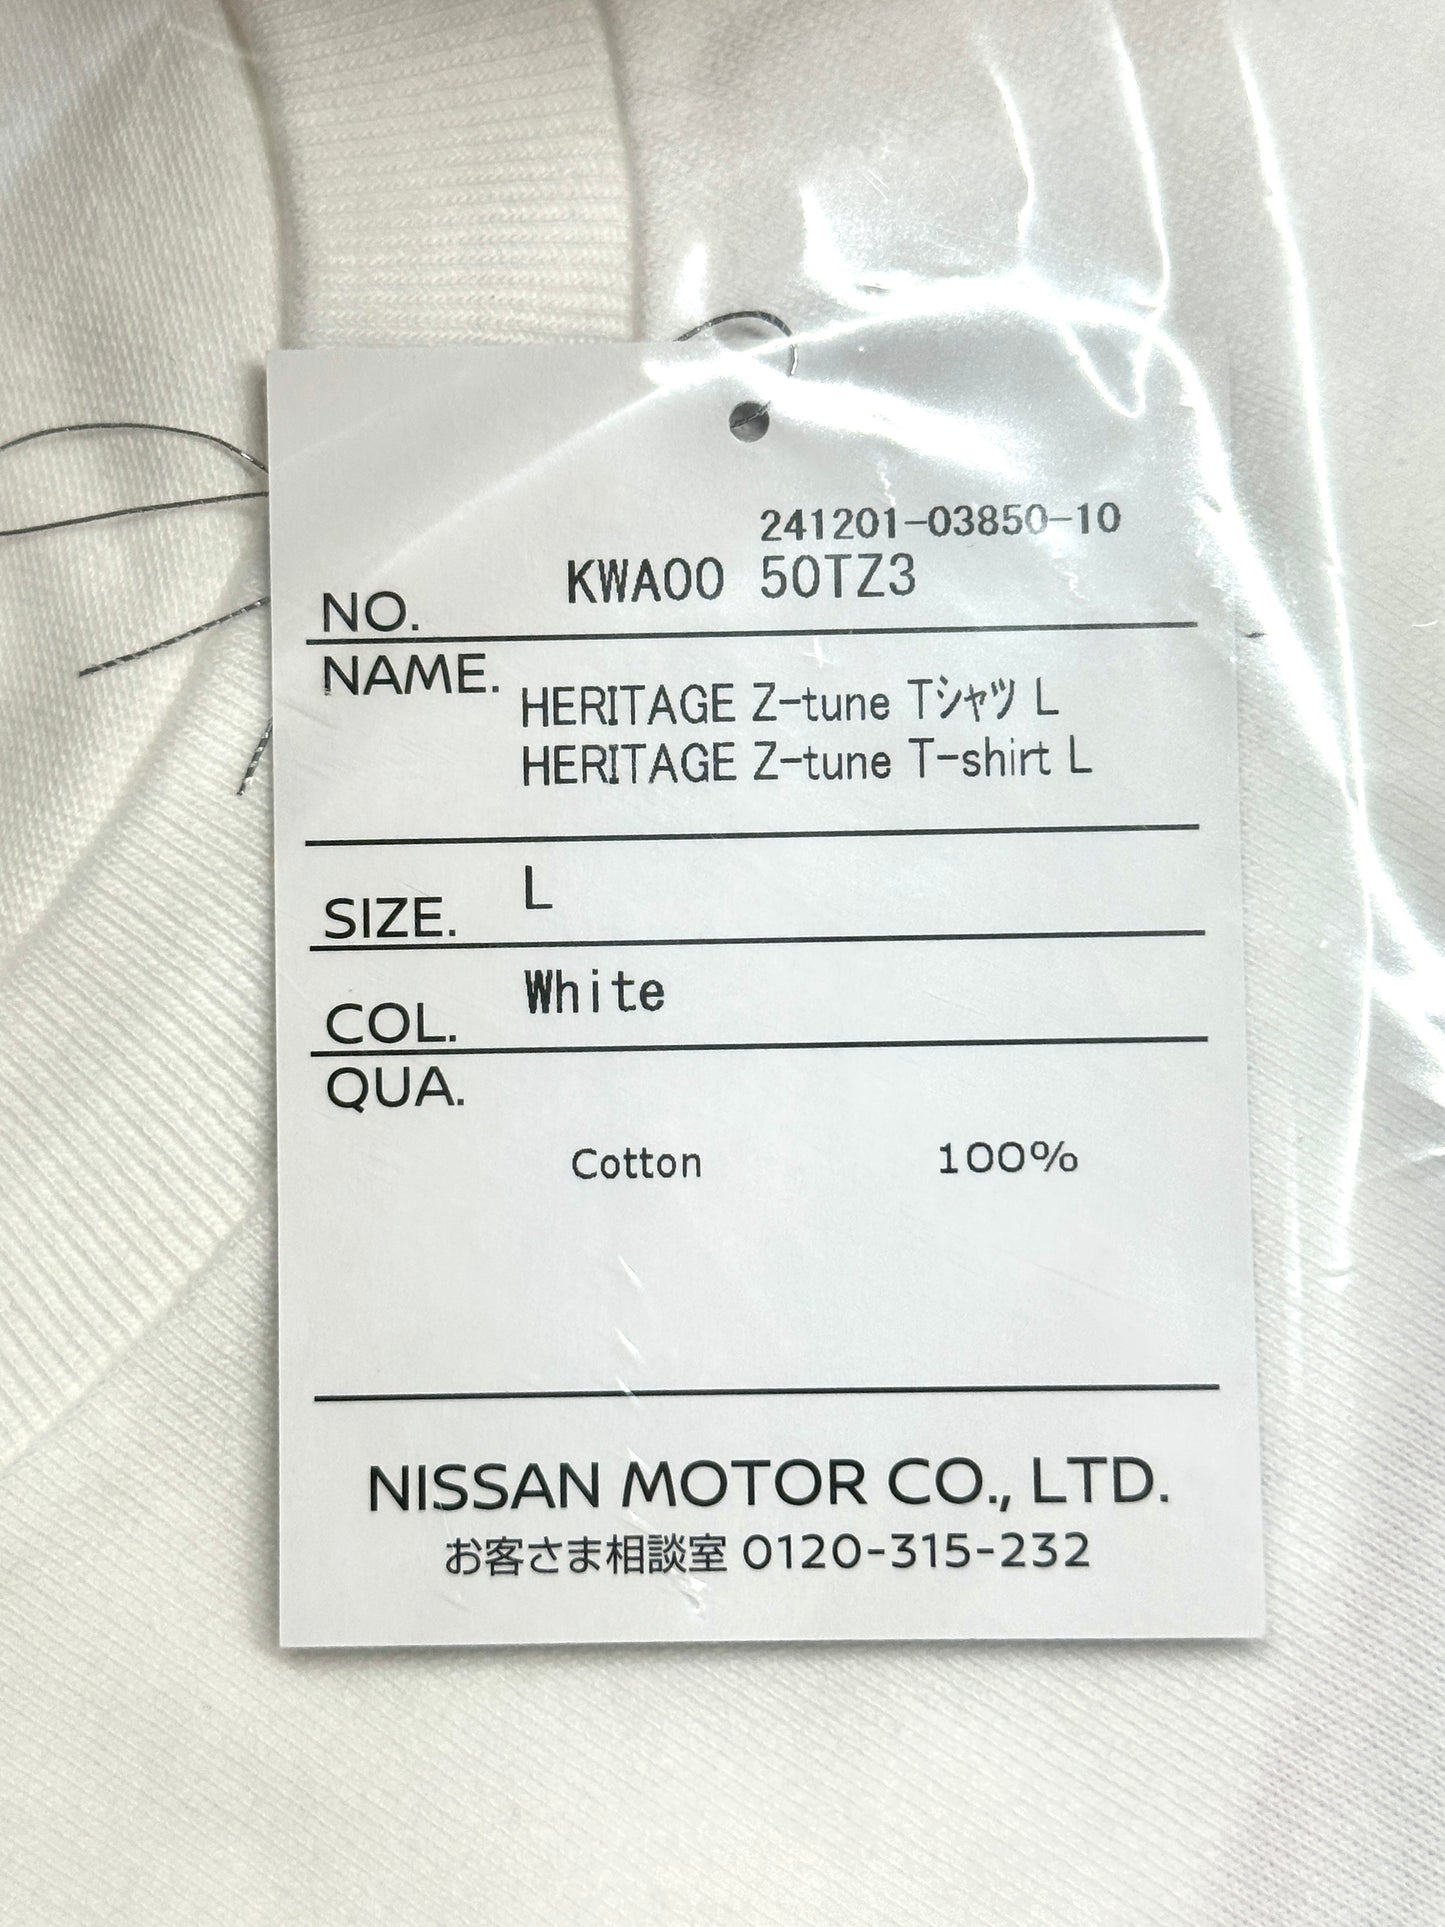 241201-03850-10
NO. KWA00 50TZ3
NAME. HERITAGE Z-tune Tシャツ L
HERITAGE Z-tune T-shirt L
SIZE. L
COL. White
QUA.
Cotton 100%
NISSAN MOTOR CO., LTD.
お客さま相談室 0120-315-232